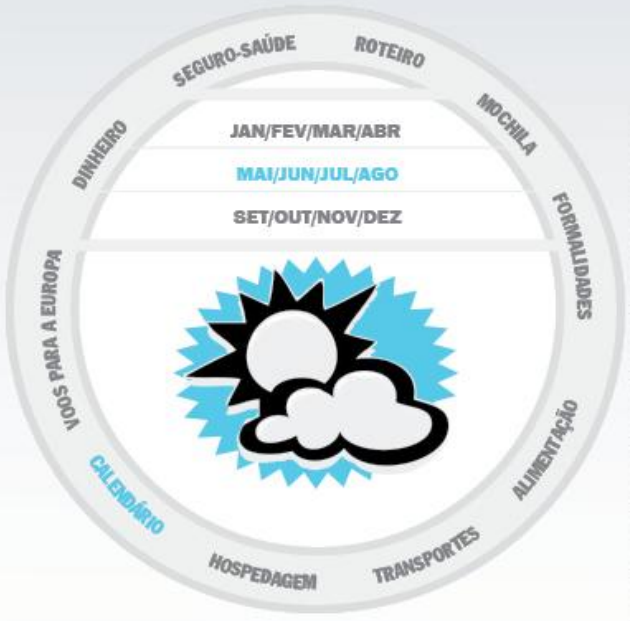 SEGURO-SAÚDE
ROTEIRO
MOCHILA
FORMALIDADES
ALIMENTAÇÃO
TRANSPORTES
HOSPEDAGEM
CALENDÁRIO
VOOS PARA A EUROPA
DINHEIRO
JAN/FEV/MAR/ABR
MAI/JUN/JUL/AGO
SET/OUT/NOV/DEZ